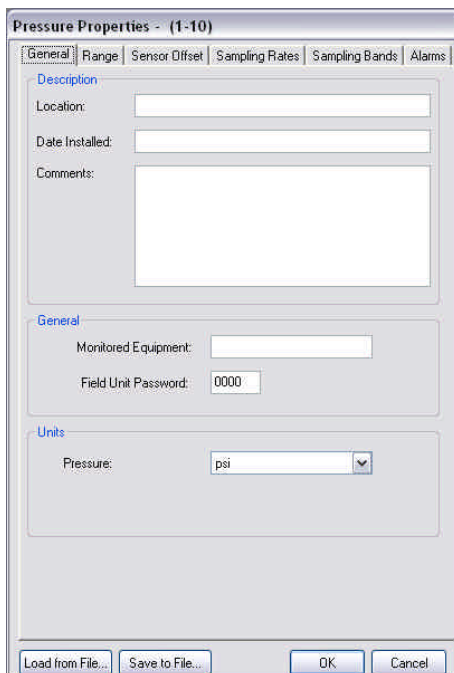 Pressure Properties - (1-10)
General Range Sensor Offset Sampling Rates Sampling Bands Alarms
Description
Location:
Date Installed:
Comments:
General
Monitored Equipment:
Field Unit Password: 0000
Units
Pressure: psi
Load from File... Save to File... OK Cancel